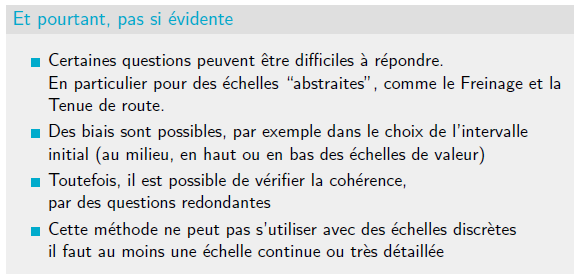 Et pourtant, pas si évidente
Certaines questions peuvent être difficiles à répondre.
En particulier pour des échelles “abstraites”, comme le Freinage et la
Tenue de route.
Des biais sont possibles, par exemple dans le choix de l'intervalle
initial (au milieu, en haut ou en bas des échelles de valeur)
Toutefois, il est possible de vérifier la cohérence,
par des questions redondantes
Cette méthode ne peut pas s'utiliser avec des échelles discrètes
il faut au moins une échelle continue ou très détaillée